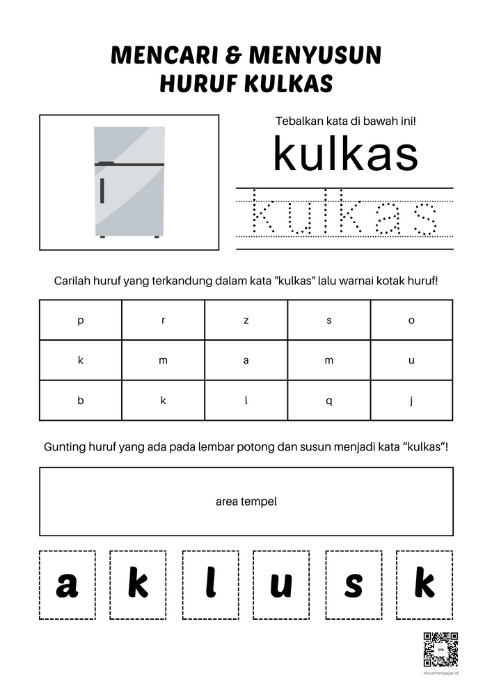 MENCARI & MENYUSUN
HURUF KULKAS
Tebalkan kata di bawah ini!
kulkas
kulkas
Carilah huruf yang terkandung dalam kata "kulkas" lalu warnai kotak huruf!
p r z s o
k m a m u
b k l q j
Gunting huruf yang ada pada lembar potong dan susun menjadi kata "kulkas"!
area tempel
a k l u s k